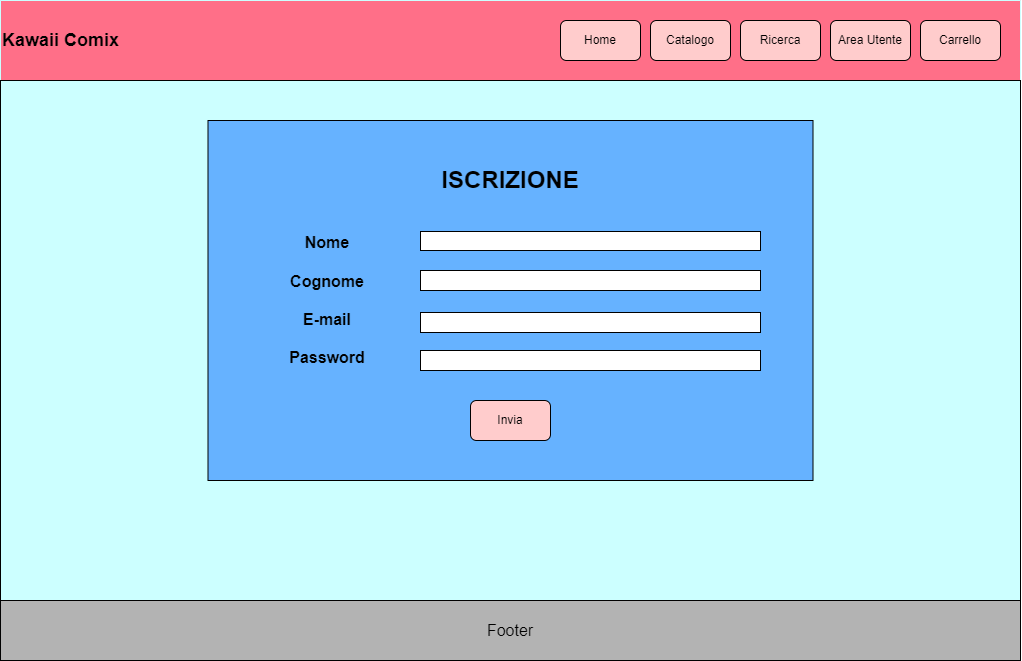 Kawaii Comix
Home
Catalogo
Ricerca
Area Utente
Carrello
ISCRIZIONE
Nome
Cognome
E-mail
Password
Invia
Footer